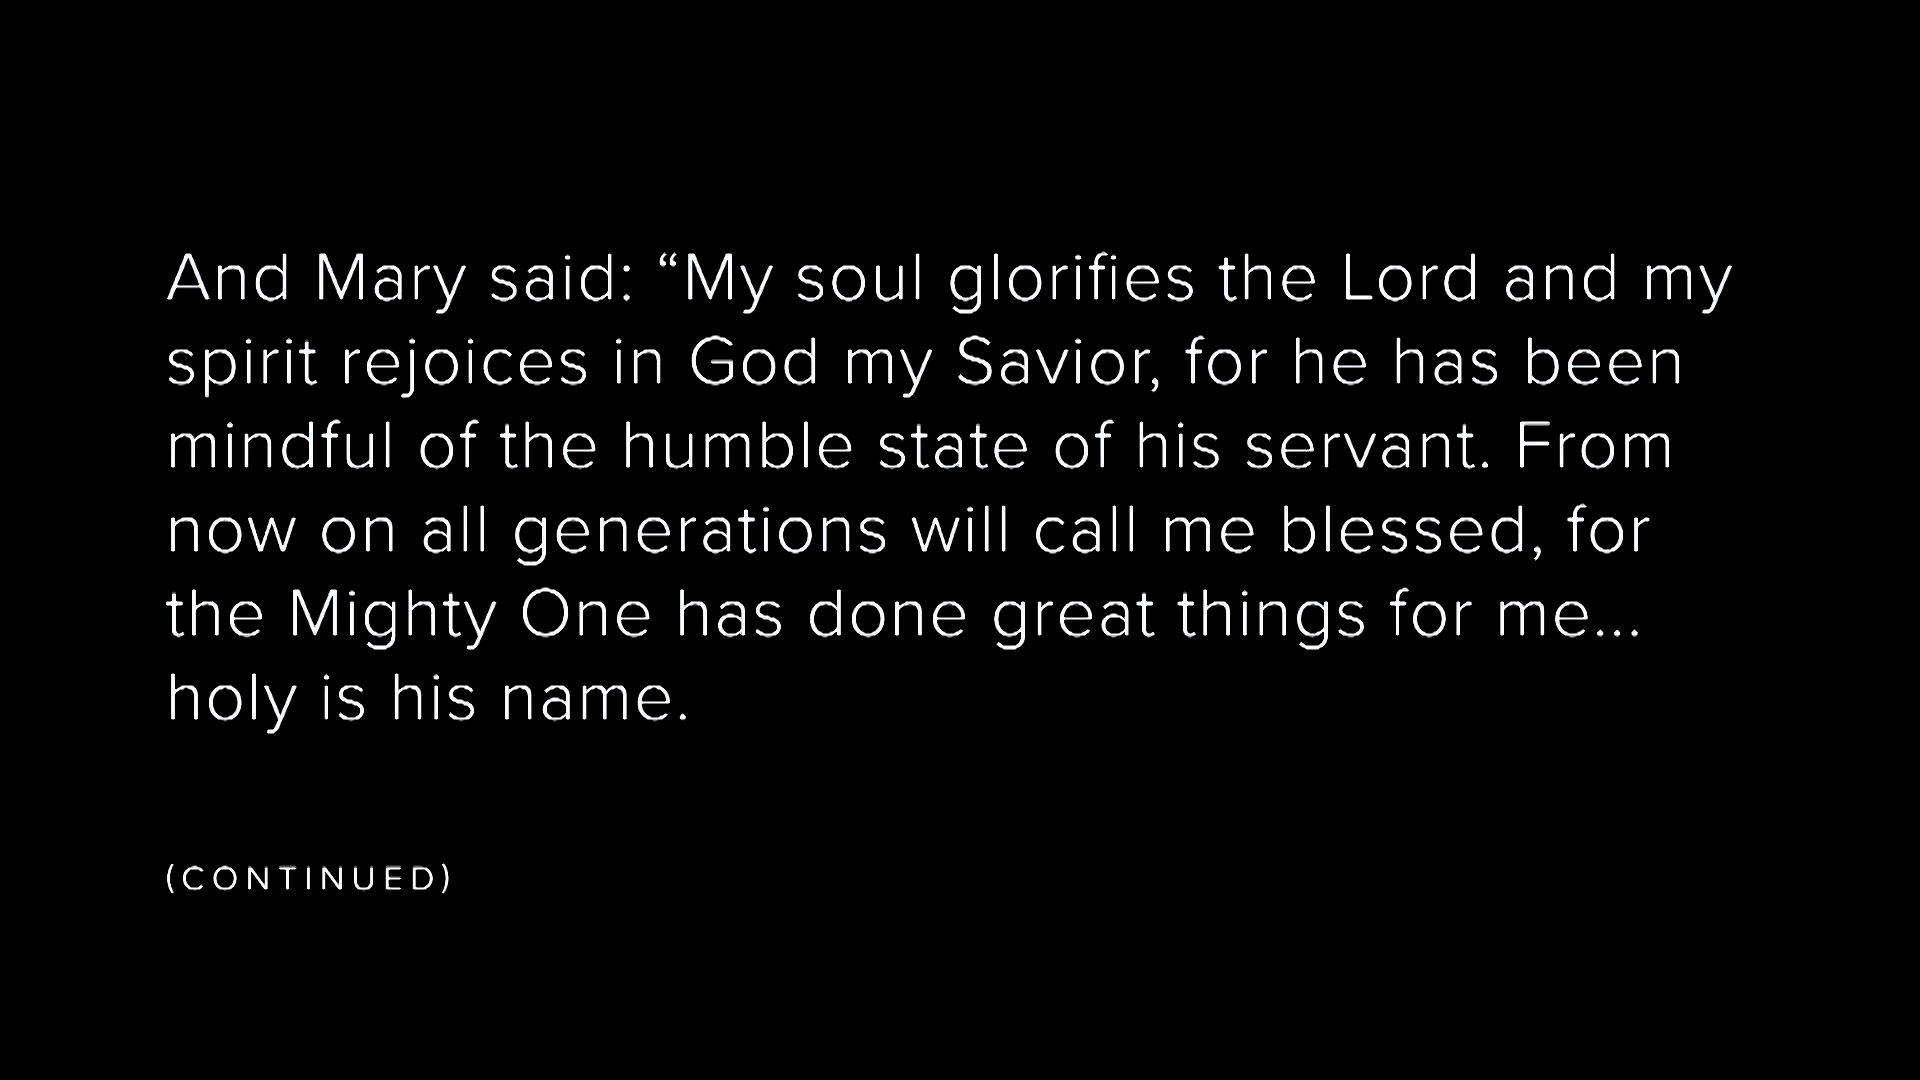 And Mary said: “My soul glorifies the Lord and my
spirit rejoices in God my Savior, for he has been
mindful of the humble state of his servant. From
now on all generations will call me blessed, for
the Mighty One has done great things for me...
holy is his name.
(CONTINUED)